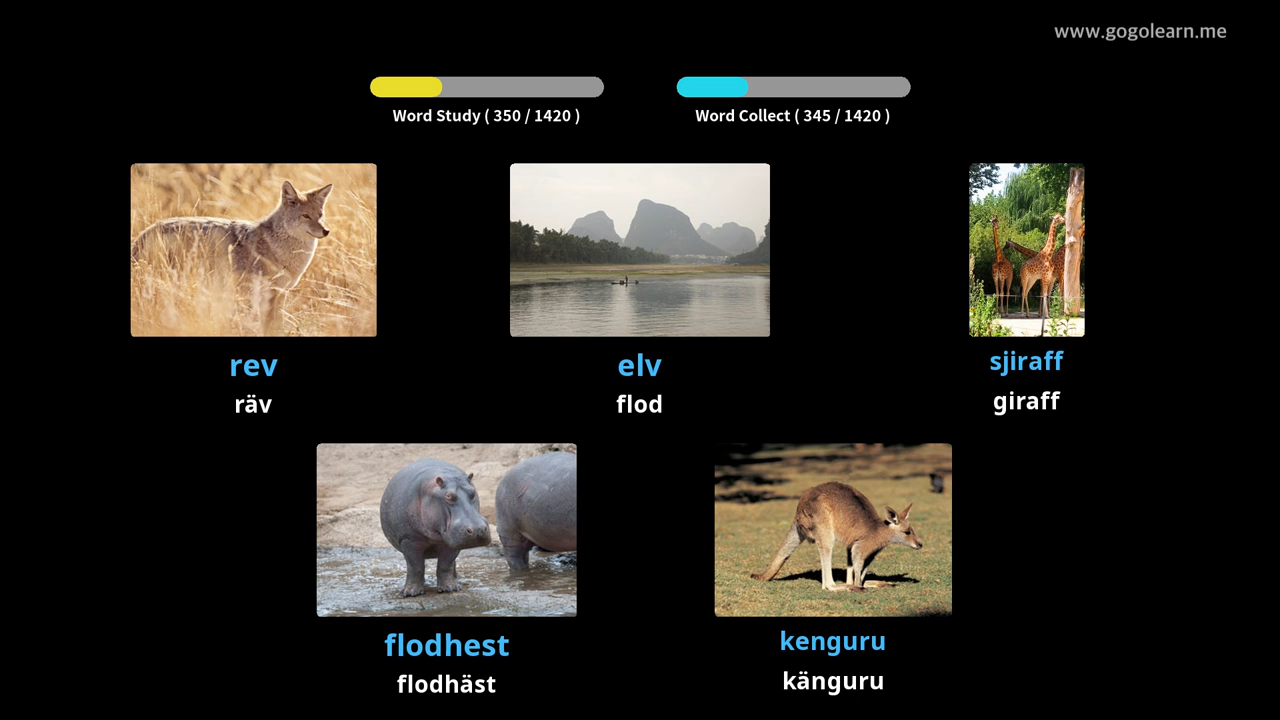 www.gogolearn.me
Word Study ( 350 / 1420 )
Word Collect ( 345 / 1420 )
rev
räv
elv
flod
sjiraff
giraff
flodhest
flodhäst
kenguru
känguru